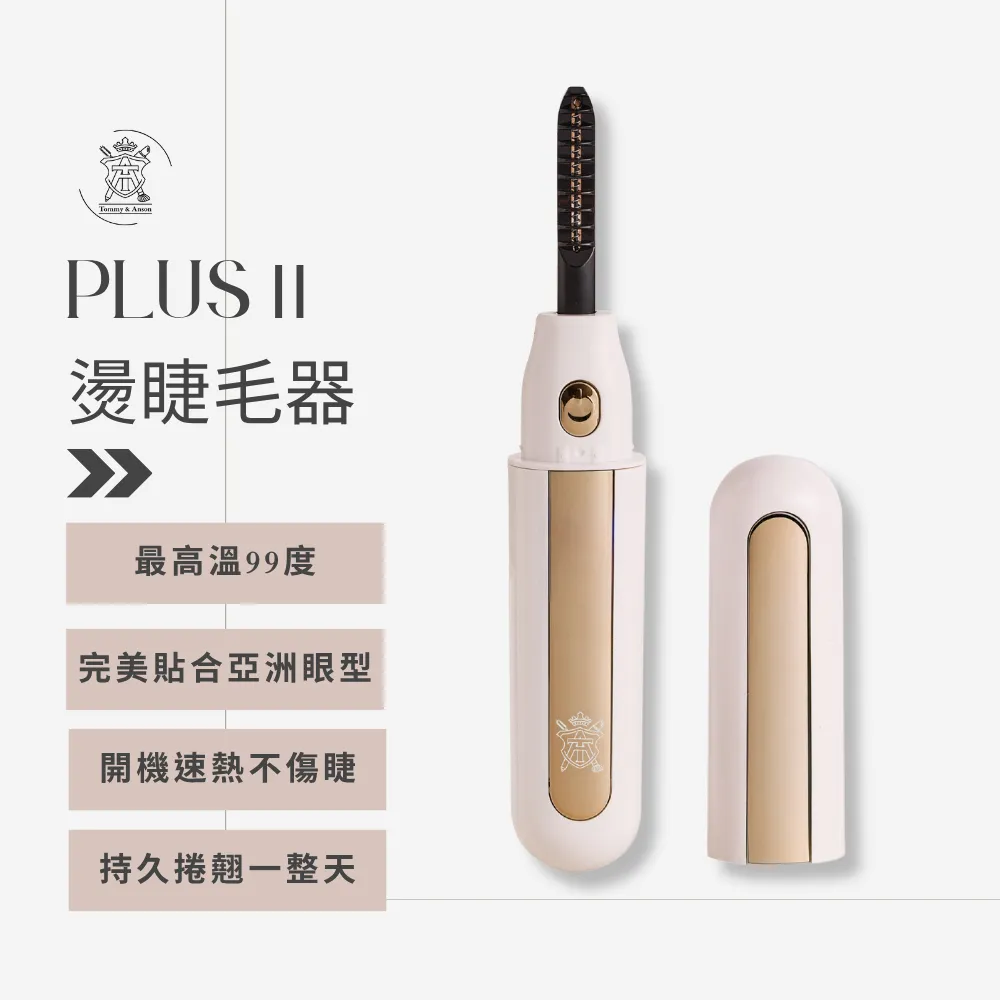 Tommy & Anson
PLUS II
燙睫毛器
最高溫99度
完美貼合亞洲眼型
開機速熱不傷睫
持久捲翹一整天